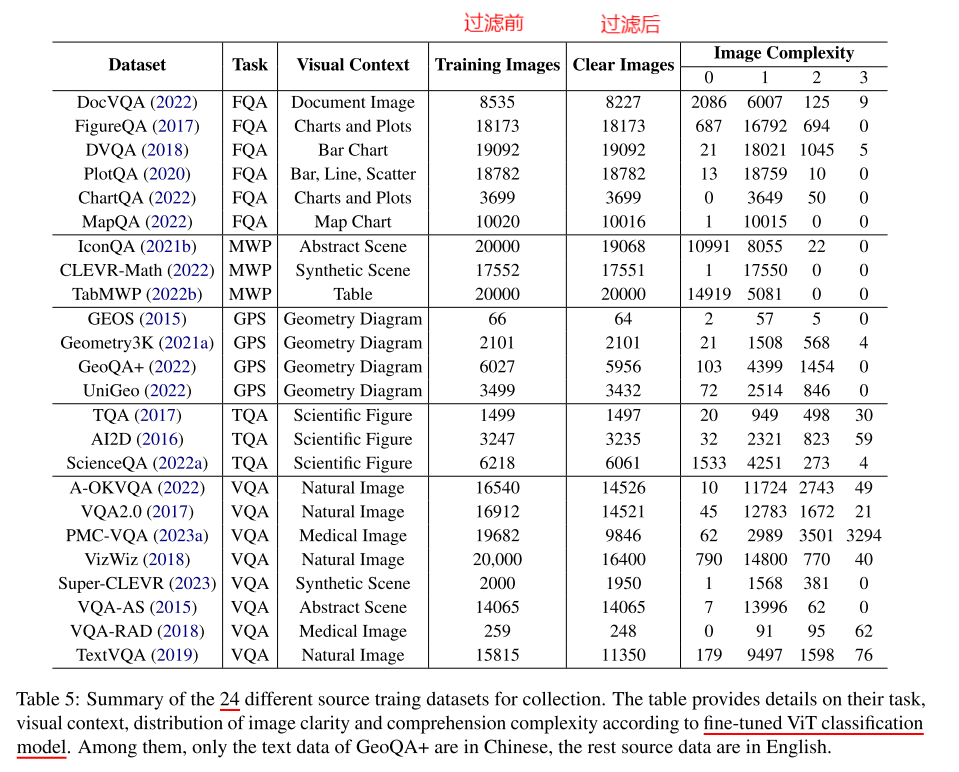 过滤前 过滤后
Dataset Task Visual Context Training Images Clear Images Image Complexity
0 1 2 3
DocVQA (2022) FQA Document Image 8535 8227 2086 6007 125 9
FigureQA (2017) FQA Charts and Plots 18173 18173 687 16792 694 0
DVQA (2018) FQA Bar Chart 19092 19092 21 18021 1045 5
PlotQA (2020) FQA Bar, Line, Scatter 18782 18782 13 18759 10 0
ChartQA (2022) FQA Charts and Plots 3699 3699 0 3649 50 0
MapQA (2022) FQA Map Chart 10020 10016 1 10015 0 0
IconQA (2021b) MWP Abstract Scene 20000 19068 10991 8055 22 0
CLEVR-Math (2022) MWP Synthetic Scene 17552 17551 1 17550 0 0
TabMWP (2022b) MWP Table 20000 20000 14919 5081 0 0
GEOS (2015) GPS Geometry Diagram 66 64 2 57 5 0
Geometry3K (2021a) GPS Geometry Diagram 2101 2101 21 1508 568 4
GeoQA+ (2022) GPS Geometry Diagram 6027 5956 103 4399 1454 0
UniGeo (2022) GPS Geometry Diagram 3499 3432 72 2514 846 0
TQA (2017) TQA Scientific Figure 1499 1497 20 949 498 30
AI2D (2016) TQA Scientific Figure 3247 3235 32 2321 823 59
ScienceQA (2022a) TQA Scientific Figure 6218 6061 1533 4251 273 4
A-OKVQA (2022) VQA Natural Image 16540 14526 10 11724 2743 49
VQA2.0 (2017) VQA Natural Image 16912 14521 45 12783 1672 21
PMC-VQA (2023a) VQA Medical Image 19682 9846 62 2989 3501 3294
VizWiz (2018) VQA Natural Image 20,000 16400 790 14800 770 40
Super-CLEVR (2023) VQA Synthetic Scene 2000 1950 1 1568 381 0
VQA-AS (2015) VQA Abstract Scene 14065 14065 7 13996 62 0
VQA-RAD (2018) VQA Medical Image 259 248 0 91 95 62
TextVQA (2019) VQA Natural Image 15815 11350 179 9497 1598 76
Table 5: Summary of the 24 different source traing datasets for collection. The table provides details on their task,
visual context, distribution of image clarity and comprehension complexity according to fine-tuned ViT classification
model. Among them, only the text data of GeoQA+ are in Chinese, the rest source data are in English.